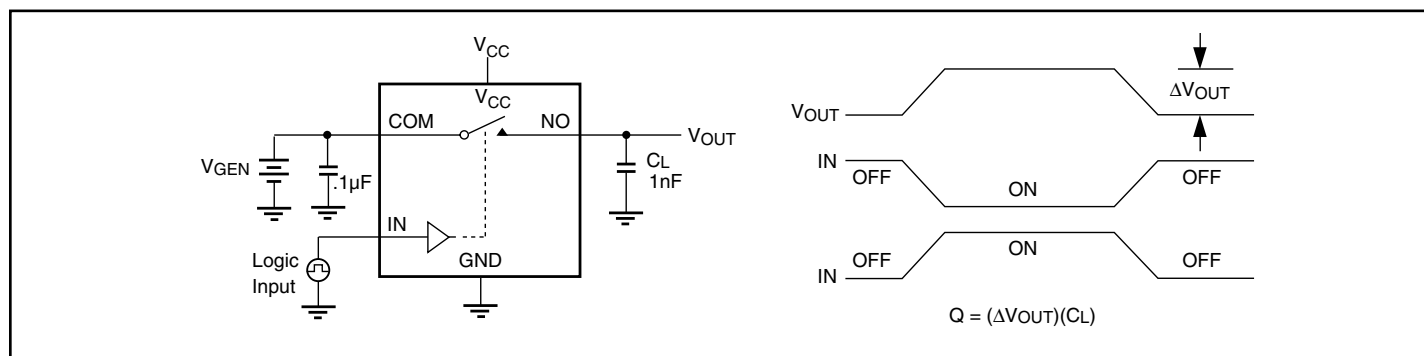 VCC
VCC
COM
NO
VOUT
VGEN
.1µF
CL
1nF
IN
Logic
Input
GND
VOUT
ΔVOUT
IN
OFF
ON
OFF
IN
OFF
ON
OFF
Q = (ΔVOUT)(CL)